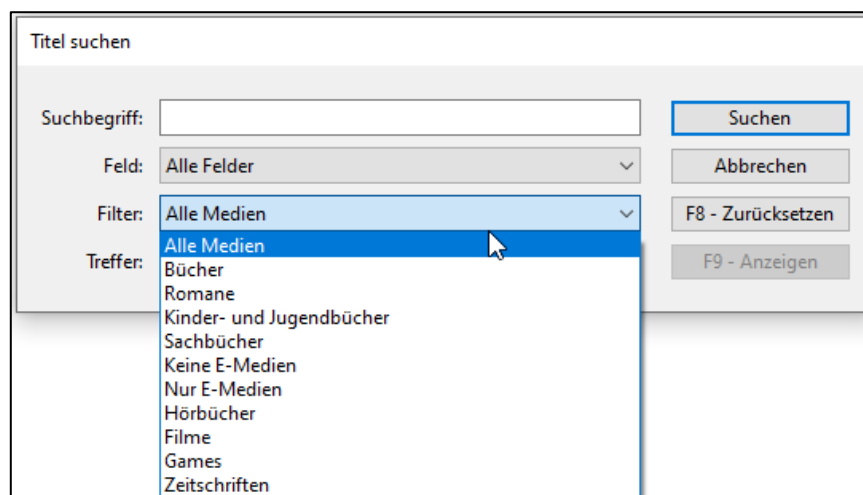 Titel suchen
Suchbegriff: Suchen
Feld: Alle Felder Abbrechen
Filter: Alle Medien F8 - Zurücksetzen
Treffer: Alle Medien F9 - Anzeigen
Bücher
Romane
Kinder- und Jugendbücher
Sachbücher
Keine E-Medien
Nur E-Medien
Hörbücher
Filme
Games
Zeitschriften